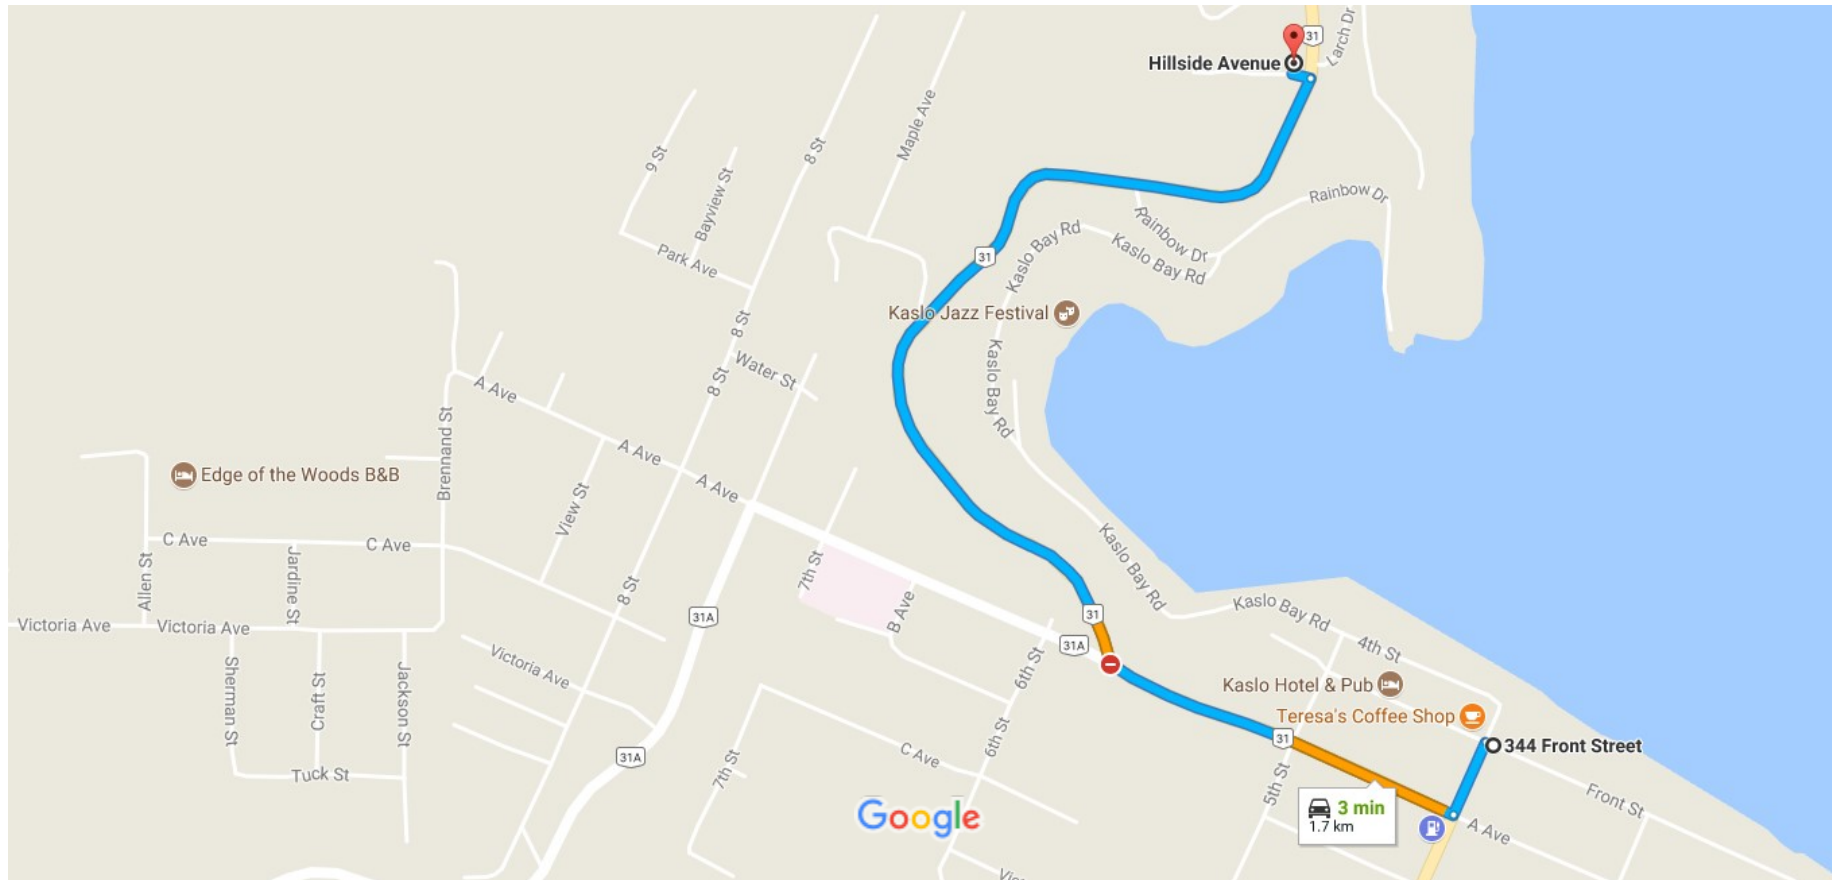 31
Larch Dr
Hillside Avenue
Maple Ave
8 St
9 St
Bayview St
Park Ave
Rainbow Dr
Rainbow Dr
Kaslo Bay Rd
Kaslo Bay Rd
31
Kaslo Jazz Festival
8 St
Water St
8 St
Kaslo Bay Rd
A Ave
A Ave
A Ave
Brennand St
Edge of the Woods B&B
View St
C Ave
C Ave
7th St
Kaslo Bay Rd
Allen St
Jardine St
8 St
B Ave
31
31A
Kaslo Bay Rd
Victoria Ave
Victoria Ave
31A
4th St
Victoria Ave
6th St
Sherman St
Craft St
Jackson St
Kaslo Hotel & Pub
Teresa's Coffee Shop
6th St
31
344 Front Street
31A
C Ave
7th St
Tuck St
5th St
Front St
3 min
1.7 km
Google
A Ave